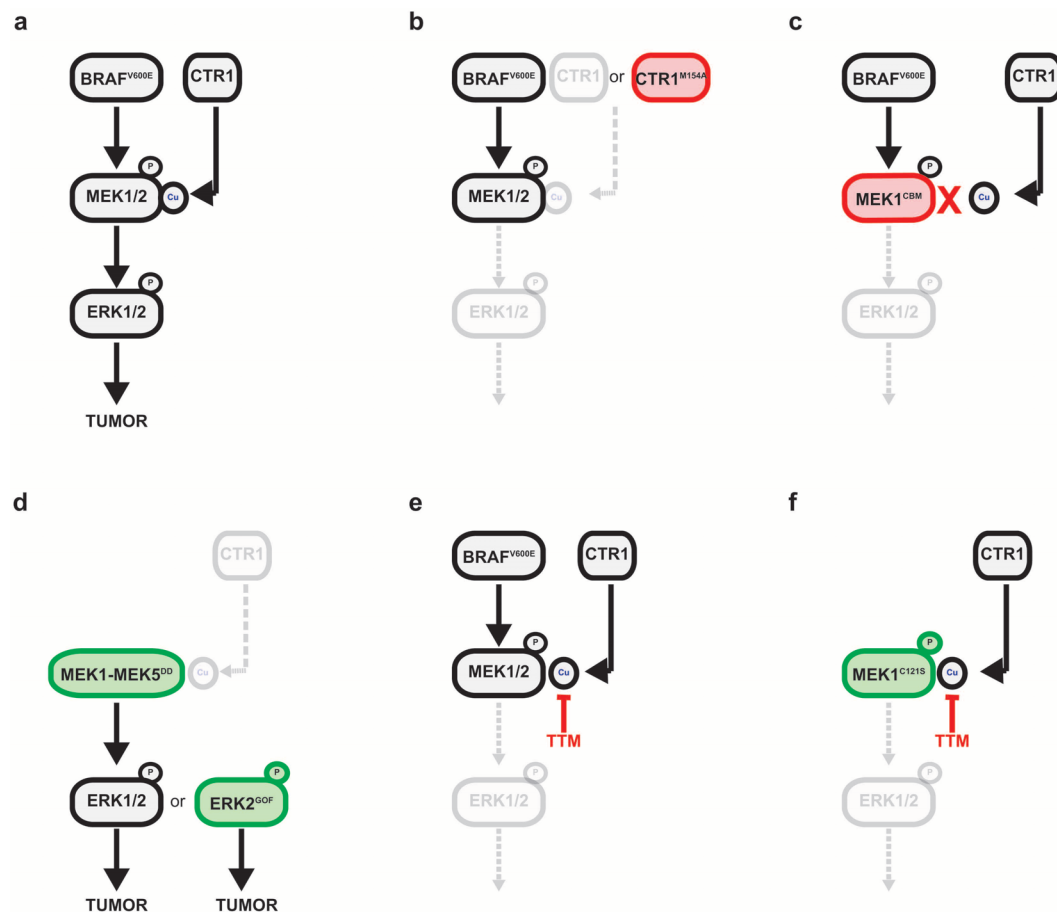 a
BRAFV600E CTR1
P
MEK1/2 Cu
P
ERK1/2
TUMOR
b
BRAFV600E CTR1 or CTR1M154A
P
MEK1/2 Cu
P
ERK1/2
c
BRAFV600E CTR1
P
MEK1CBM X Cu
P
ERK1/2
d
CTR1
MEK1-MEK5DD Cu
P P
ERK1/2 or ERK2GOF
TUMOR TUMOR
e
BRAFV600E CTR1
P
MEK1/2 Cu
TTM
P
ERK1/2
f
CTR1
P
MEK1C121S Cu
TTM
P
ERK1/2